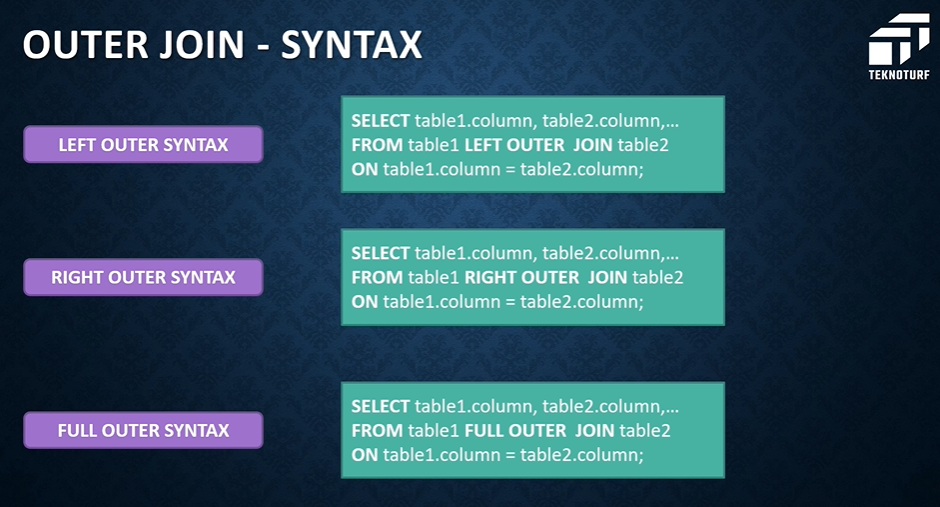 OUTER JOIN - SYNTAX
TEKNOTURF
LEFT OUTER SYNTAX
SELECT table1.column, table2.column,...
FROM table1 LEFT OUTER  JOIN table2
ON table1.column = table2.column;
RIGHT OUTER SYNTAX
SELECT table1.column, table2.column,...
FROM table1 RIGHT OUTER  JOIN table2
ON table1.column = table2.column;
FULL OUTER SYNTAX
SELECT table1.column, table2.column,...
FROM table1 FULL OUTER  JOIN table2
ON table1.column = table2.column;